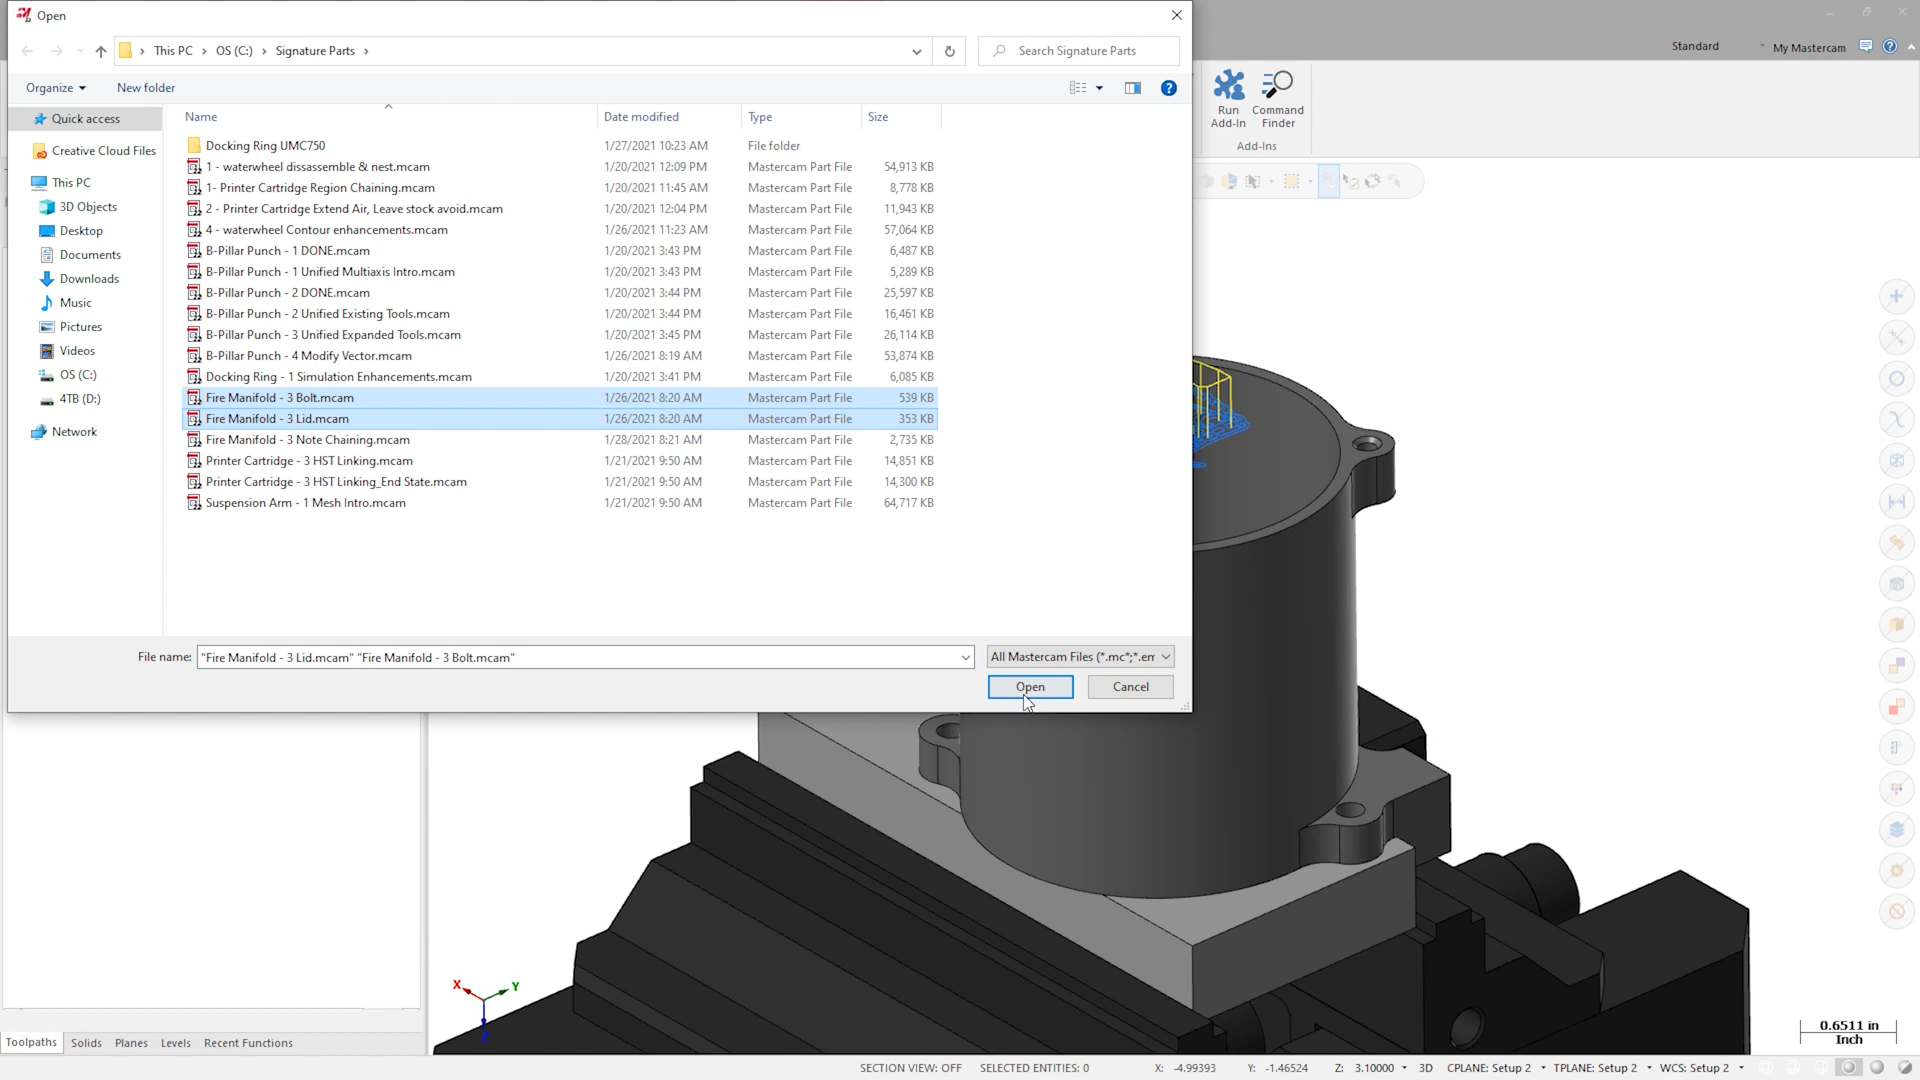 Open
This PC > OS (C:) > Signature Parts >
Search Signature Parts
Standard
My Mastercam
Organize
New folder
Run Add-In
Command Finder
Add-Ins
Quick access
Creative Cloud Files
This PC
3D Objects
Desktop
Documents
Downloads
Music
Pictures
Videos
OS (C:)
4TB (D:)
Network
Name Date modified Type Size
Docking Ring UMC750 1/27/2021 10:23 AM File folder
1 - waterwheel dissassemble & nest.mcam 1/20/2021 12:09 PM Mastercam Part File 54,913 KB
1- Printer Cartridge Region Chaining.mcam 1/20/2021 11:45 AM Mastercam Part File 8,778 KB
2 - Printer Cartridge Extend Air, Leave stock avoid.mcam 1/20/2021 12:04 PM Mastercam Part File 11,943 KB
4 - waterwheel Contour enhancements.mcam 1/26/2021 11:23 AM Mastercam Part File 57,064 KB
B-Pillar Punch - 1 DONE.mcam 1/20/2021 3:43 PM Mastercam Part File 6,487 KB
B-Pillar Punch - 1 Unified Multiaxis Intro.mcam 1/20/2021 3:43 PM Mastercam Part File 5,289 KB
B-Pillar Punch - 2 DONE.mcam 1/20/2021 3:44 PM Mastercam Part File 25,597 KB
B-Pillar Punch - 2 Unified Existing Tools.mcam 1/20/2021 3:44 PM Mastercam Part File 16,461 KB
B-Pillar Punch - 3 Unified Expanded Tools.mcam 1/20/2021 3:45 PM Mastercam Part File 26,114 KB
B-Pillar Punch - 4 Modify Vector.mcam 1/26/2021 8:19 AM Mastercam Part File 53,874 KB
Docking Ring - 1 Simulation Enhancements.mcam 1/20/2021 3:41 PM Mastercam Part File 6,085 KB
Fire Manifold - 3 Bolt.mcam 1/26/2021 8:20 AM Mastercam Part File 539 KB
Fire Manifold - 3 Lid.mcam 1/26/2021 8:20 AM Mastercam Part File 353 KB
Fire Manifold - 3 Note Chaining.mcam 1/28/2021 8:21 AM Mastercam Part File 2,735 KB
Printer Cartridge - 3 HST Linking.mcam 1/21/2021 9:50 AM Mastercam Part File 14,851 KB
Printer Cartridge - 3 HST Linking_End State.mcam 1/21/2021 9:50 AM Mastercam Part File 14,300 KB
Suspension Arm - 1 Mesh Intro.mcam 1/21/2021 9:50 AM Mastercam Part File 64,717 KB
File name: "Fire Manifold - 3 Lid.mcam" "Fire Manifold - 3 Bolt.mcam"
All Mastercam Files (*.mc*;*.em
Open
Cancel
X Y
0.6511 in
Inch
Toolpaths Solids Planes Levels Recent Functions
SECTION VIEW: OFF SELECTED ENTITIES: 0 X: -4.99393 Y: -1.46524 Z: 3.10000 3D CPLANE: Setup 2 TPLANE: Setup 2 WCS: Setup 2